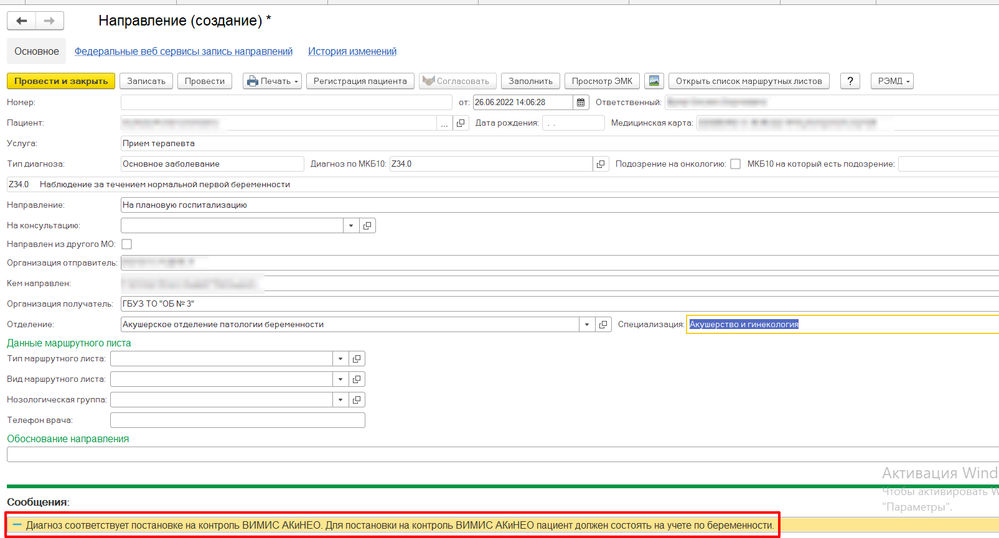 Направление (создание) *
Основное Федеральные веб сервисы запись направлений История изменений
Провести и закрыть Записать Провести Печать Регистрация пациента Согласовать Заполнить Просмотр ЭМК Открыть список маршрутных листов ? РЭМД
Номер: от: 26.06.2022 14:06:28 Ответственный:
Пациент: ... Дата рождения: . . Медицинская карта:
Услуга: Прием терапевта
Тип диагноза: Основное заболевание Диагноз по МКБ10: Z34.0 Подозрение на онкологию: МКБ10 на который есть подозрение:
Z34.0 Наблюдение за течением нормальной первой беременности
Направление: На плановую госпитализацию
На консультацию:
Направлен из другого МО:
Организация отправитель:
Кем направлен:
Организация получатель: ГБУЗ ТО "ОБ № 3"
Отделение: Акушерское отделение патологии беременности Специализация: Акушерство и гинекология
Данные маршрутного листа
Тип маршрутного листа:
Вид маршрутного листа:
Нозологическая группа:
Телефон врача:
Обоснование направления
Активация Wind
Чтобы активировать W
"Параметры".
Сообщения:
Диагноз соответствует постановке на контроль ВИМИС АКиНЕО. Для постановки на контроль ВИМИС АКиНЕО пациент должен состоять на учете по беременности.